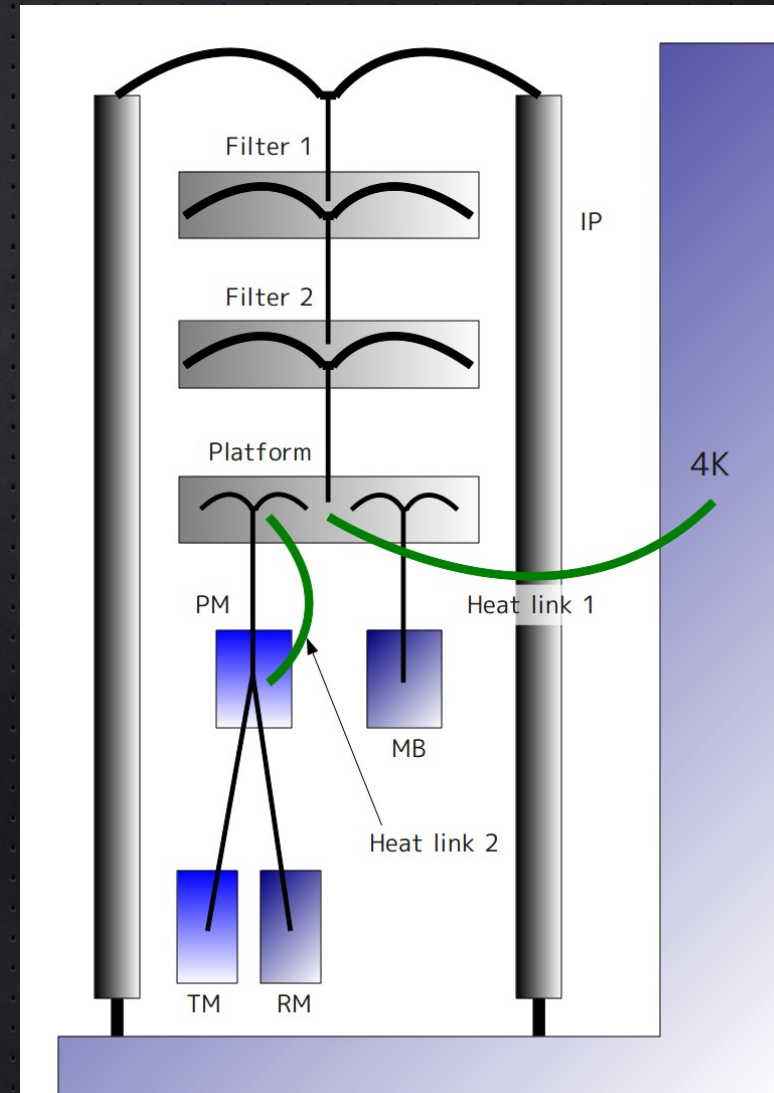 Filter 1
IP
Filter 2
Platform
4K
PM
Heat link 1
MB
Heat link 2
TM
RM